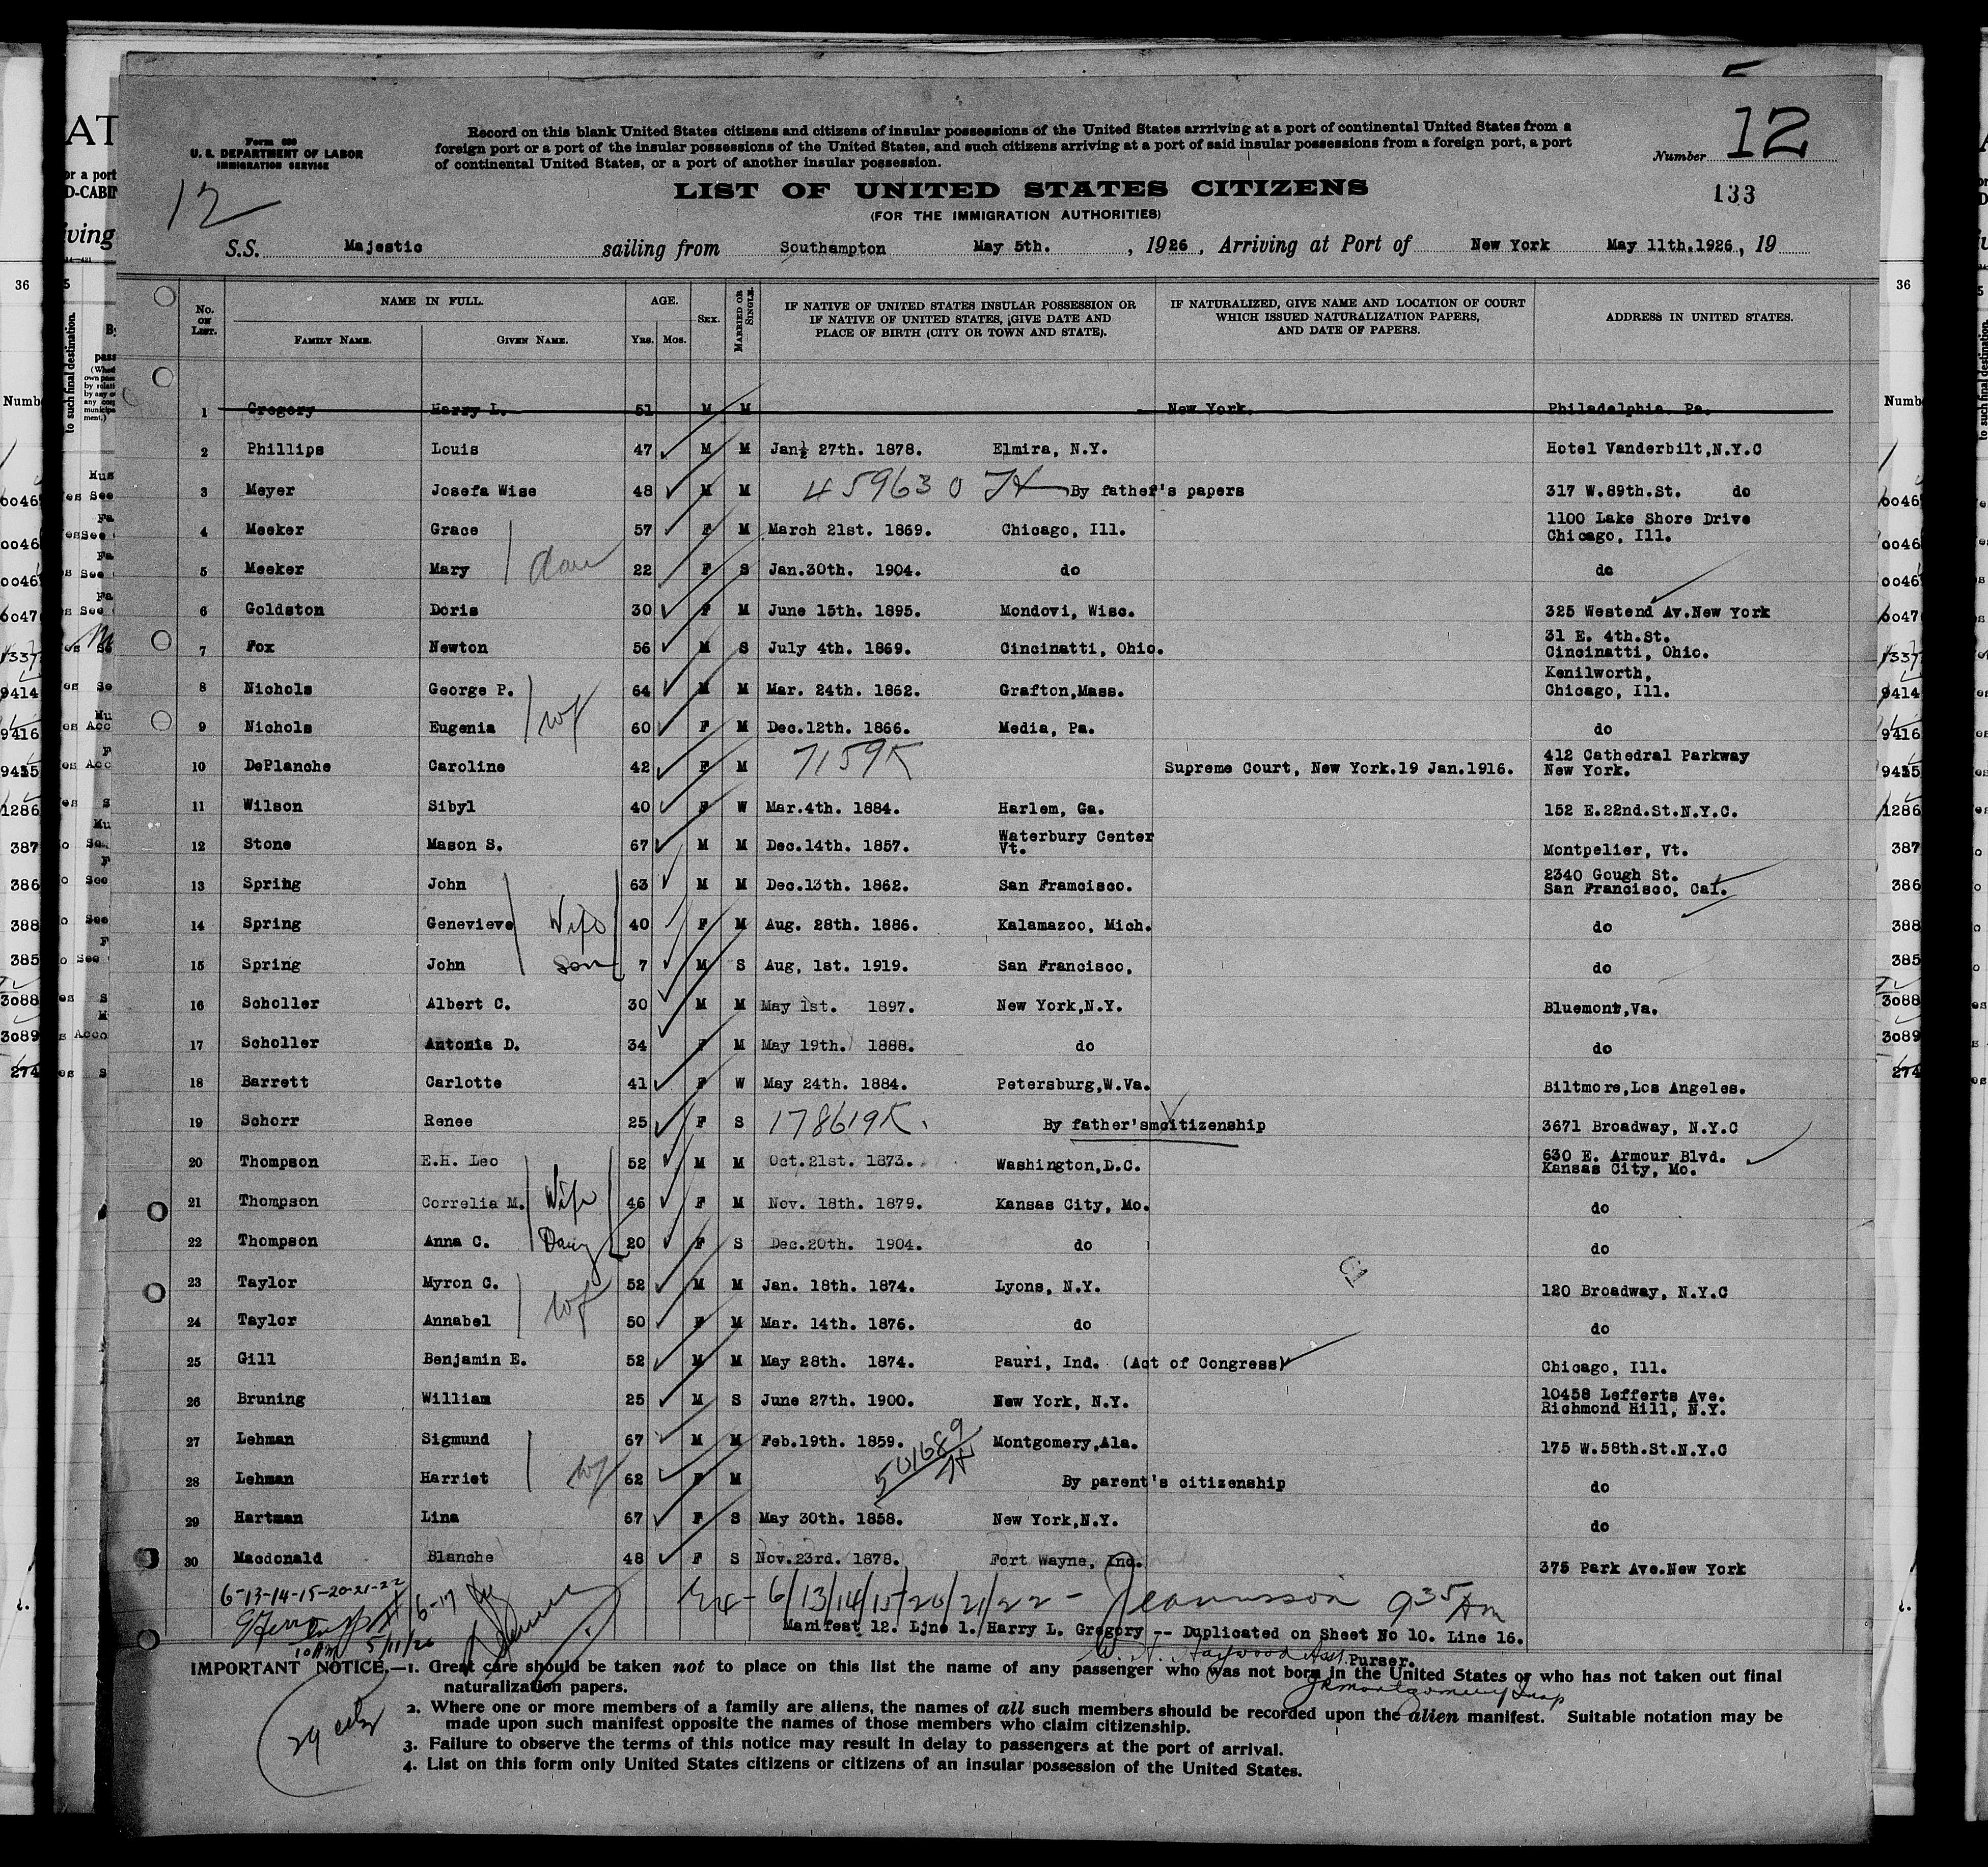 Form 630
U. S. DEPARTMENT OF LABOR
IMMIGRATION SERVICE
Record on this blank United States citizens and citizens of insular possessions of the United States arrriving at a port of continental United States from a
foreign port or a port of the insular possessions of the United States, and such citizens arriving at a port of said insular possessions from a foreign port, a port
of continental United States, or a port of another insular possession.
Number 12
12
LIST OF UNITED STATES CITIZENS
133
(FOR THE IMMIGRATION AUTHORITIES)
S.S. Majestic sailing from Southampton May 5th. , 1926 , Arriving at Port of New York May 11th.1926 , 19
No. ON LIST. NAME IN FULL. FAMILY NAME. GIVEN NAME. AGE. Yrs. Mos. SEX. MARRIED OR SINGLE. IF NATIVE OF UNITED STATES INSULAR POSSESSION OR IF NATIVE OF UNITED STATES, GIVE DATE AND PLACE OF BIRTH (CITY OR TOWN AND STATE). IF NATURALIZED, GIVE NAME AND LOCATION OF COURT WHICH ISSUED NATURALIZATION PAPERS, AND DATE OF PAPERS. ADDRESS IN UNITED STATES.
1 Gregory Harry L. 51 M M New York. Philadelphia Pa.
2 Phillips Louis 47 M M Jan. 27th. 1878. Elmira, N.Y. Hotel Vanderbilt,N.Y.C
3 Meyer Josefa Wise 48 M M 459630 By father's papers 317 W.89th.St. do
4 Meeker Grace 57 F M March 21st. 1869. Chicago, Ill. 1100 Lake Shore Drive Chicago, Ill.
5 Meeker Mary dau 22 F S Jan.30th. 1904. do do
6 Goldston Doris 30 F M June 15th. 1895. Mondovi, Wisc. 325 Westend Av.New York
7 Fox Newton 56 M S July 4th. 1869. Cincinatti, Ohio. 31 E. 4th.St. Cincinatti, Ohio.
8 Nichols George P. 64 M M Mar. 24th. 1862. Grafton,Mass. Kenilworth, Chicago, Ill.
9 Nichols Eugenia wf 60 F M Dec.12th. 1866. Media, Pa. do
10 DePlanche Caroline 42 F M 7159K Supreme Court, New York.19 Jan.1916. 412 Cathedral Parkway New York.
11 Wilson Sibyl 40 F W Mar.4th. 1884. Harlem, Ga. 152 E.22nd.St.N.Y.C.
12 Stone Mason S. 67 M M Dec.14th. 1857. Waterbury Center Vt. Montpelier, Vt.
13 Spring John 63 M M Dec.13th. 1862. San Framcisco. 2340 Gough St. San Francisco, Cal.
14 Spring Genevieve Wife 40 F M Aug. 28th. 1886. Kalamazoo, Mich. do
15 Spring John Son 7 M S Aug, 1st. 1919. San Francisco, do
16 Scholler Albert C. 30 M M May 1st. 1897. New York,N.Y. Bluemont,Va.
17 Scholler Antonia D. 34 F M May 19th. 1888. do do
18 Barrett Carlotte 41 F W May 24th. 1884. Petersburg,W.Va. Biltmore,Los Angeles.
19 Schorr Renee 25 F S 178619K. By father'smcitizenship 3671 Broadway, N.Y.C
20 Thompson E.H. Leo 52 M M Oct.21st. 1873. Washington,D.C. 630 E. Armour Blvd. Kansas City, Mo.
21 Thompson Correlia M. Wife 46 F M Nov. 18th. 1879. Kansas City, Mo. do
22 Thompson Anna C. Daug 20 F S Dec.20th. 1904. do do
23 Taylor Myron C. 52 M M Jan. 18th. 1874. Lyons, N.Y. 120 Broadway, N.Y.C
24 Taylor Annabel wf 50 F M Mar. 14th. 1876. do do
25 Gill Benjamin E. 52 M M May 28th. 1874. Pauri, Ind. (Act of Congress) Chicago, Ill.
26 Bruning William 25 M S June 27th. 1900. New York, N.Y. 10458 Lefferts Ave. Richmond Hill, N.Y.
27 Lehman Sigmund 67 M M Feb.19th. 1859. Montgomery,Ala. 175 W.58th.St.N.Y.C
28 Lehman Harriet wf 62 F M 501689 By parent's citizenship do
29 Hartman Lina 67 F S May 30th. 1858. New York,N.Y. do
30 Macdonald Blanche 48 F S Nov.23rd. 1878. Fort Wayne, Ind. 375 Park Ave.New York
6-13-14-15-20-21-22
6-17
6/13/14/15/20/21/22 - 9 35 Am
10 AM 5/11/26
Manifest 12. Line 1. Harry L. Gregory -- Duplicated on Sheet No 10. Line 16.
Asst. Purser.
IMPORTANT NOTICE.—1. Great care should be taken not to place on this list the name of any passenger who was not born in the United States or who has not taken out final
naturalization papers.
2. Where one or more members of a family are aliens, the names of all such members should be recorded upon the alien manifest. Suitable notation may be
made upon such manifest opposite the names of those members who claim citizenship.
3. Failure to observe the terms of this notice may result in delay to passengers at the port of arrival.
4. List on this form only United States citizens or citizens of an insular possession of the United States.